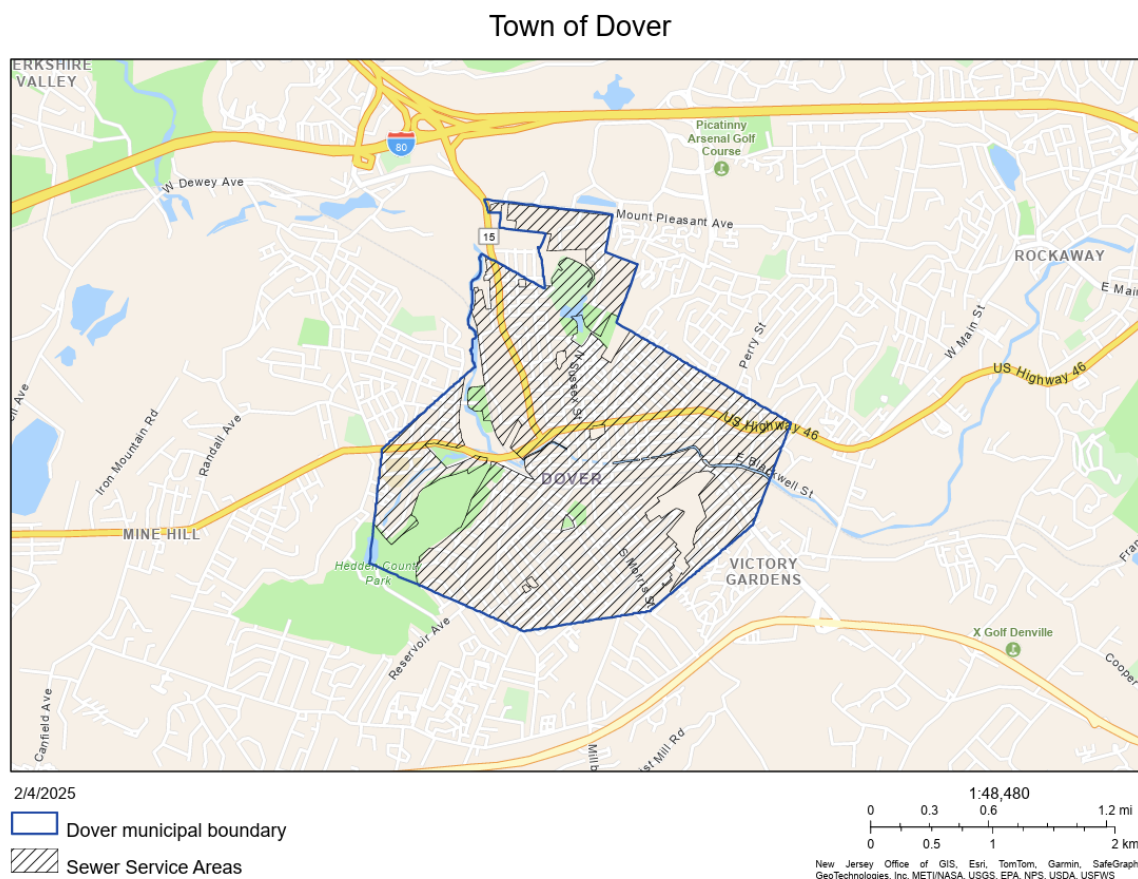 Town of Dover
ERKSHIRE
VALLEY
80
W Dewey Ave
Picatinny
Arsenal Golf
Course
15
Mount Pleasant Ave
ROCKAWAY
E Main
W Main St
Perry St
N Sussex St
US Highway 46
US Highway 46
Iron Mountain Rd
Randall Ave
E Blackwell St
DOVER
MINE HILL
Hedden County
Park
S Morris St
VICTORY
GARDENS
Reservoir Ave
X Golf Denville
Cooper
Canfield Ave
2/4/2025
Dover municipal boundary
Sewer Service Areas
1:48,480
0 0.3 0.6 1.2 mi
0 0.5 1 2 km
New Jersey Office of GIS, Esri, TomTom, Garmin, SafeGraph
GeoTechnologies, Inc, METI/NASA, USGS, EPA, NPS, USDA, USFWS